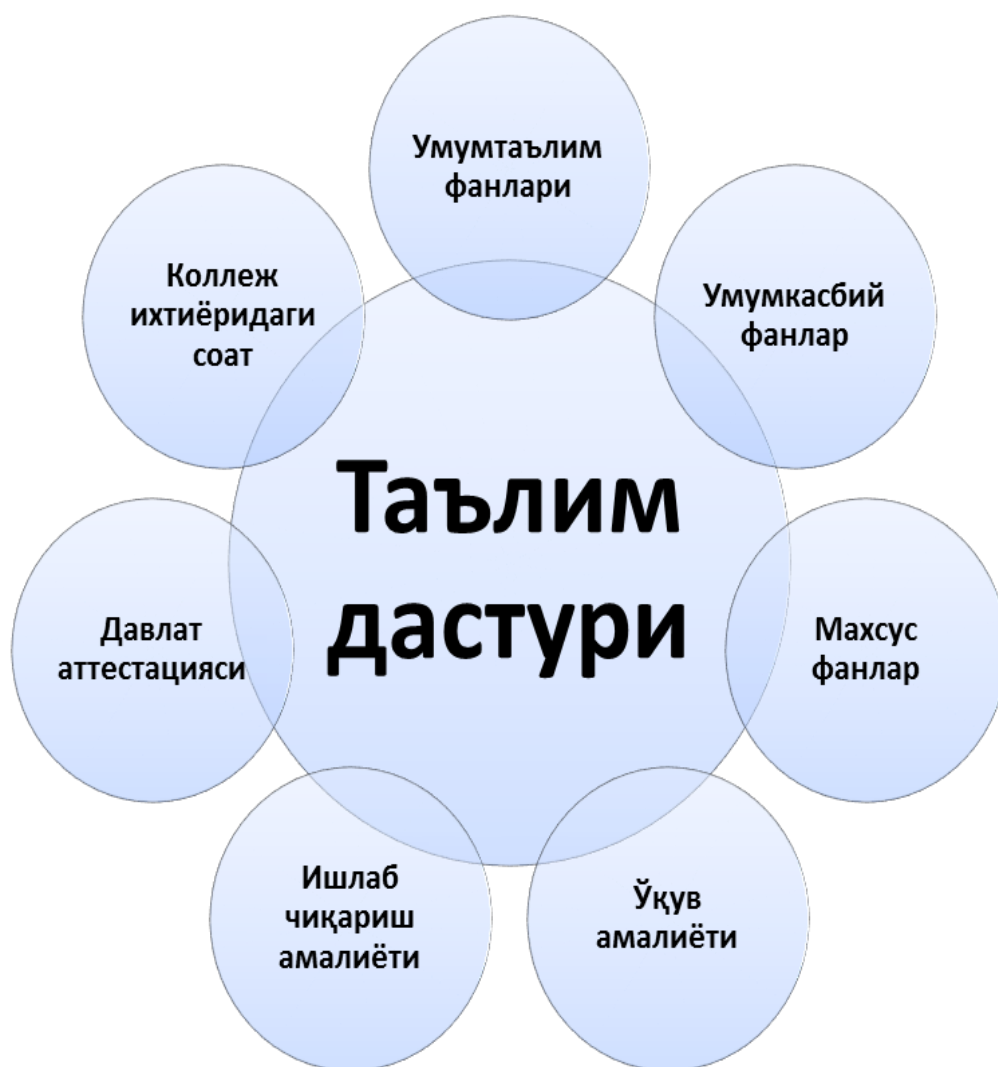 Умумтаълим
фанлари
Умумкасбий
фанлар
Махсус
фанлар
Ўқув
амалиёти
Ишлаб
чиқариш
амалиёти
Давлат
аттестацияси
Коллеж
ихтиёридаги
соат
Таълим
дастури